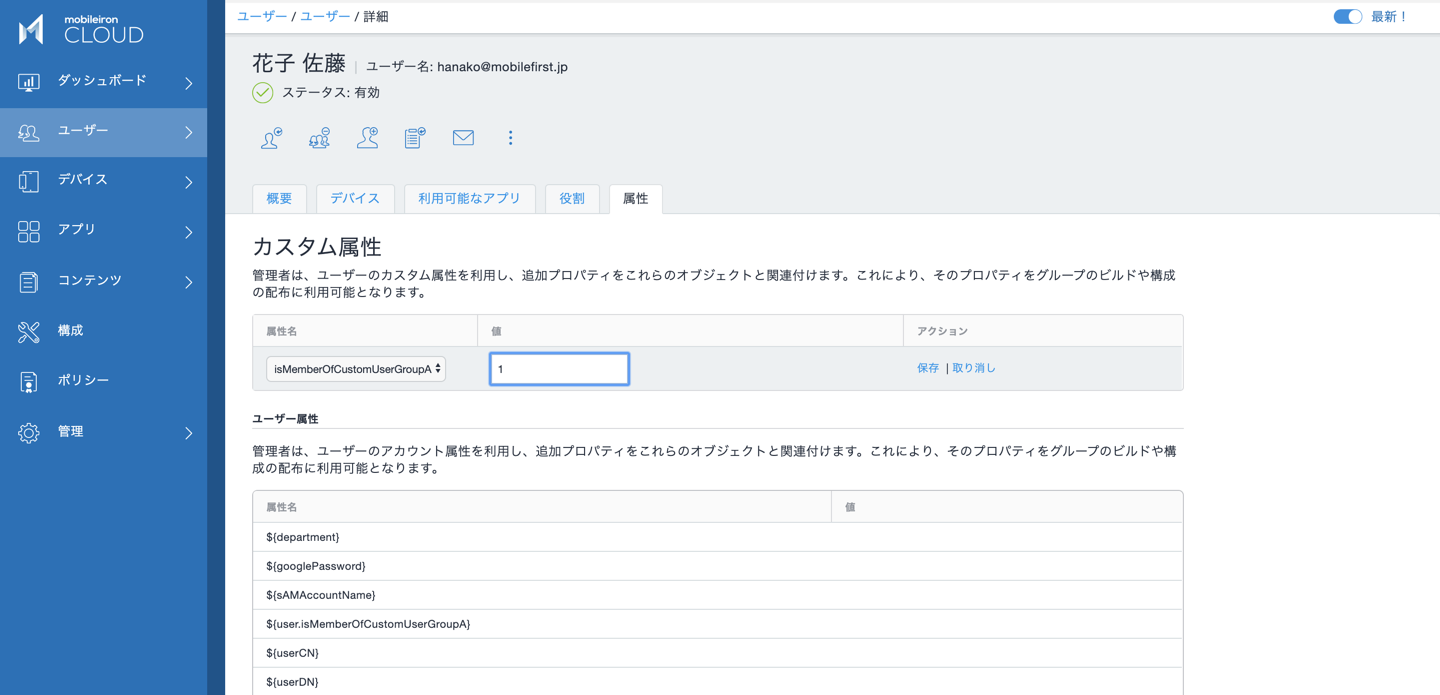 mobileiron
CLOUD
ダッシュボード
ユーザー
デバイス
アプリ
コンテンツ
構成
ポリシー
管理
ユーザー / ユーザー / 詳細
最新！
花子 佐藤 | ユーザー名: hanako@mobilefirst.jp
ステータス: 有効
概要 デバイス 利用可能なアプリ 役割 属性
カスタム属性
管理者は、ユーザーのカスタム属性を利用し、追加プロパティをこれらのオブジェクトと関連付けます。これにより、そのプロパティをグループのビルドや構成
の配布に利用可能となります。
属性名 値 アクション
isMemberOfCustomUserGroupA 1 保存 | 取り消し
ユーザー属性
管理者は、ユーザーのアカウント属性を利用し、追加プロパティをこれらのオブジェクトと関連付けます。これにより、そのプロパティをグループのビルドや構
成の配布に利用可能となります。
属性名 値
${department}
${googlePassword}
${sAMAccountName}
${user.isMemberOfCustomUserGroupA}
${userCN}
${userDN}